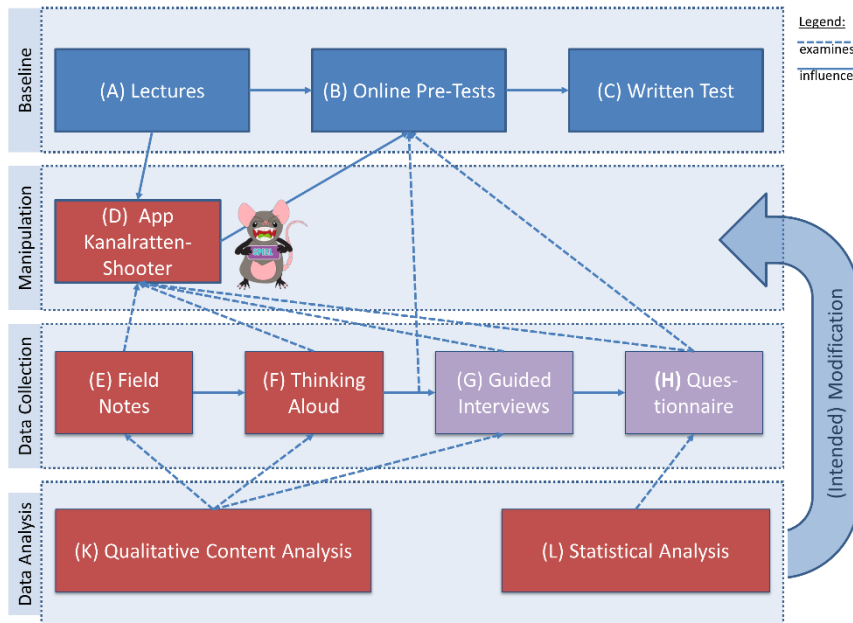 Legend:
examines
influence
Baseline
(A) Lectures
(B) Online Pre-Tests
(C) Written Test
Manipulation
(D) App
Kanalratten-
Shooter
SPIEL
Data Collection
(E) Field
Notes
(F) Thinking
Aloud
(G) Guided
Interviews
(H) Ques-
tionnaire
(Intended) Modification
Data Analysis
(K) Qualitative Content Analysis
(L) Statistical Analysis